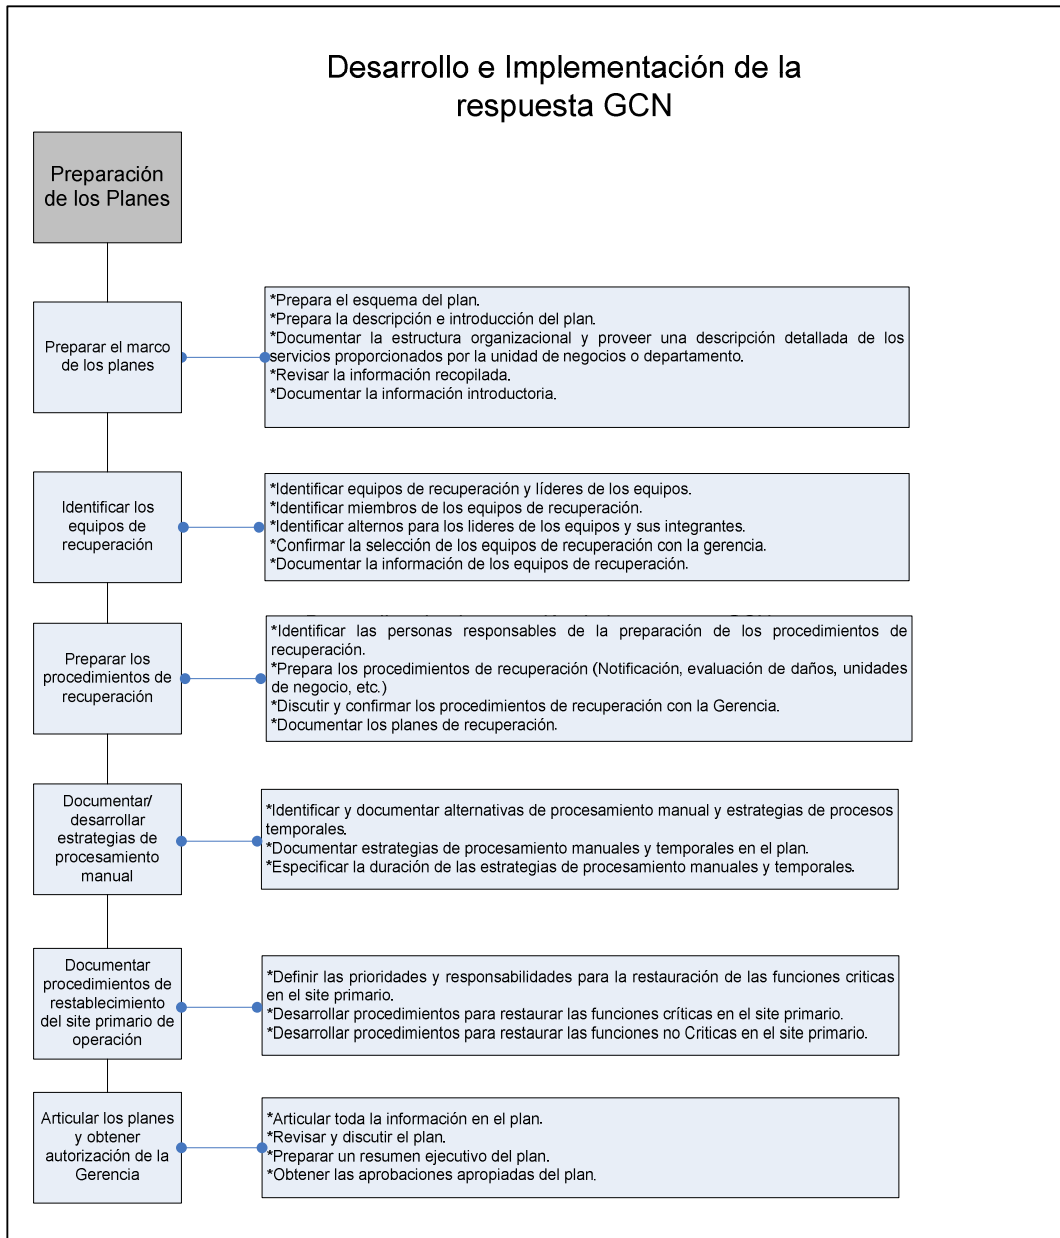 Desarrollo e Implementación de la
respuesta GCN
Preparación
de los Planes
Preparar el marco
de los planes
*Prepara el esquema del plan.
*Prepara la descripción e introducción del plan.
*Documentar la estructura organizacional y proveer una descripción detallada de los
servicios proporcionados por la unidad de negocios o departamento.
*Revisar la información recopilada.
*Documentar la información introductoria.
Identificar los
equipos de
recuperación
*Identificar equipos de recuperación y líderes de los equipos.
*Identificar miembros de los equipos de recuperación.
*Identificar alternos para los lideres de los equipos y sus integrantes.
*Confirmar la selección de los equipos de recuperación con la gerencia.
*Documentar la información de los equipos de recuperación.
Preparar los
procedimientos de
recuperación
*Identificar las personas responsables de la preparación de los procedimientos de
recuperación.
*Prepara los procedimientos de recuperación (Notificación, evaluación de daños, unidades
de negocio, etc.)
*Discutir y confirmar los procedimientos de recuperación con la Gerencia.
*Documentar los planes de recuperación.
Documentar/
desarrollar
estrategias de
procesamiento
manual
*Identificar y documentar alternativas de procesamiento manual y estrategias de procesos
temporales.
*Documentar estrategias de procesamiento manuales y temporales en el plan.
*Especificar la duración de las estrategias de procesamiento manuales y temporales.
Documentar
procedimientos de
restablecimiento
del site primario de
operación
*Definir las prioridades y responsabilidades para la restauración de las funciones criticas
en el site primario.
*Desarrollar procedimientos para restaurar las funciones críticas en el site primario.
*Desarrollar procedimientos para restaurar las funciones no Criticas en el site primario.
Articular los planes
y obtener
autorización de la
Gerencia
*Articular toda la información en el plan.
*Revisar y discutir el plan.
*Preparar un resumen ejecutivo del plan.
*Obtener las aprobaciones apropiadas del plan.